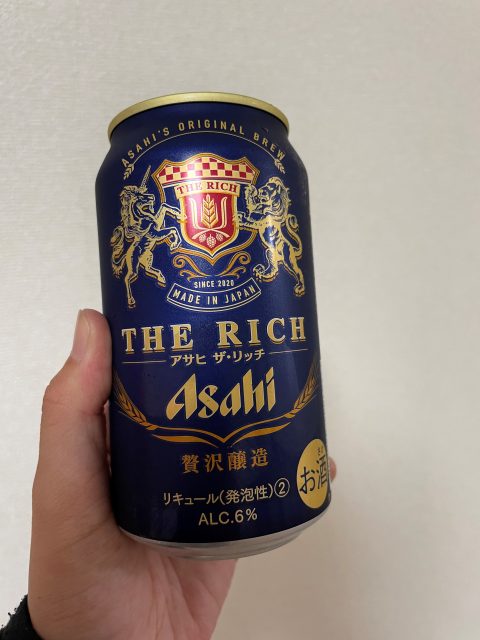 ASAHI'S ORIGINAL BREW
THE RICH
SINCE 2020
MADE IN JAPAN
THE RICH
アサヒ ザ・リッチ
Asahi
贅沢醸造
リキュール(発泡性)②
ALC.6%
お酒